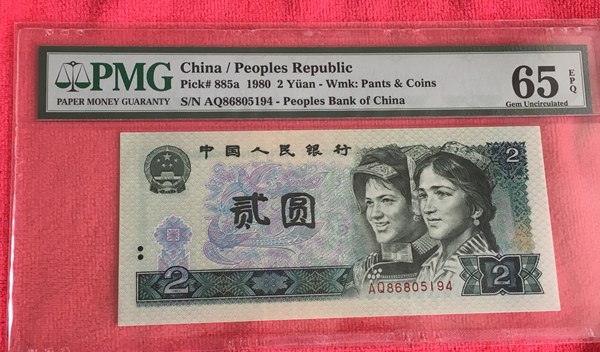 PMG
PAPER MONEY GUARANTY
China / Peoples Republic
Pick# 885a 1980 2 Yüan - Wmk: Pants & Coins
S/N AQ86805194 - Peoples Bank of China
65 EPQ
Gem Uncirculated
中国人民银行
2
贰圆
AQ86805194
2
2